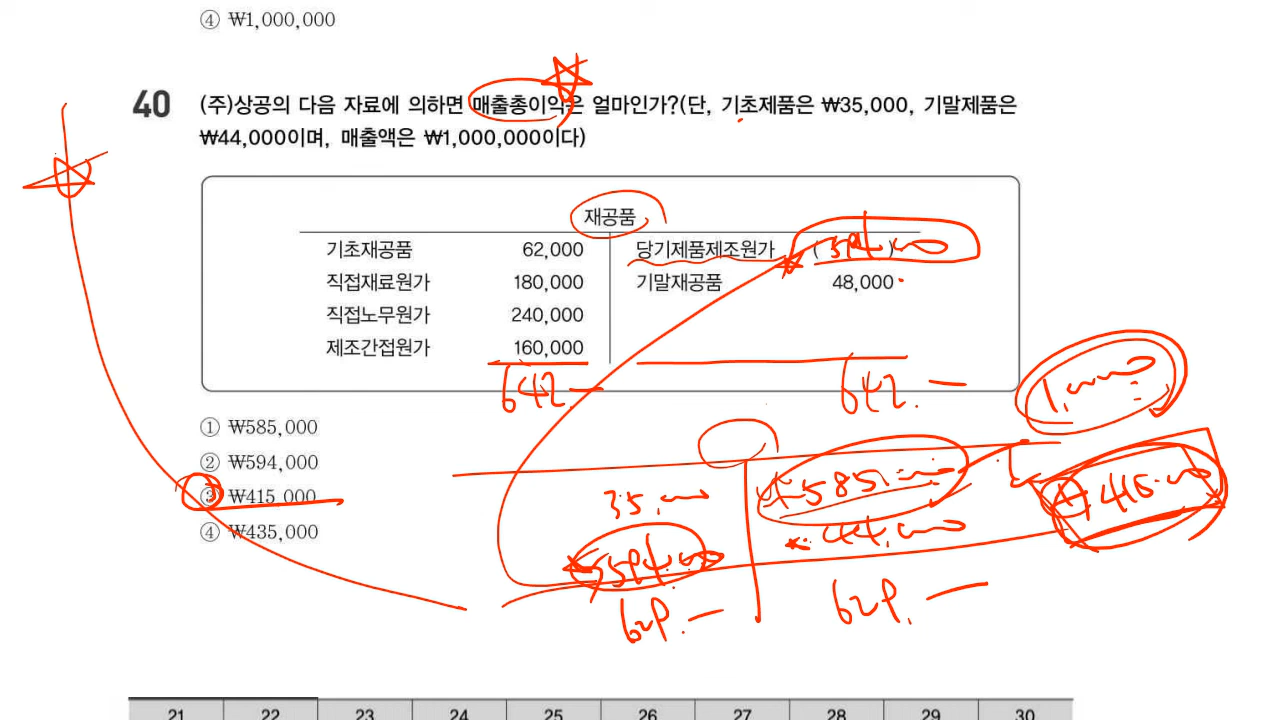 ④ ₩1,000,000
40 (주)상공의 다음 자료에 의하면 매출총이익은 얼마인가?(단, 기초제품은 ₩35,000, 기말제품은
₩44,000이며, 매출액은 ₩1,000,000이다)
재공품
기초재공품 62,000 당기제품제조원가 ( 594,000 )
직접재료원가 180,000 기말재공품 48,000
직접노무원가 240,000
제조간접원가 160,000
642.— 642.—
1,000
① ₩585,000
② ₩594,000
③ ₩415,000
④ ₩435,000
35,000 585,000 415,000
594,000 44,000
629.— 629.—
21 22 23 24 25 26 27 28 29 30